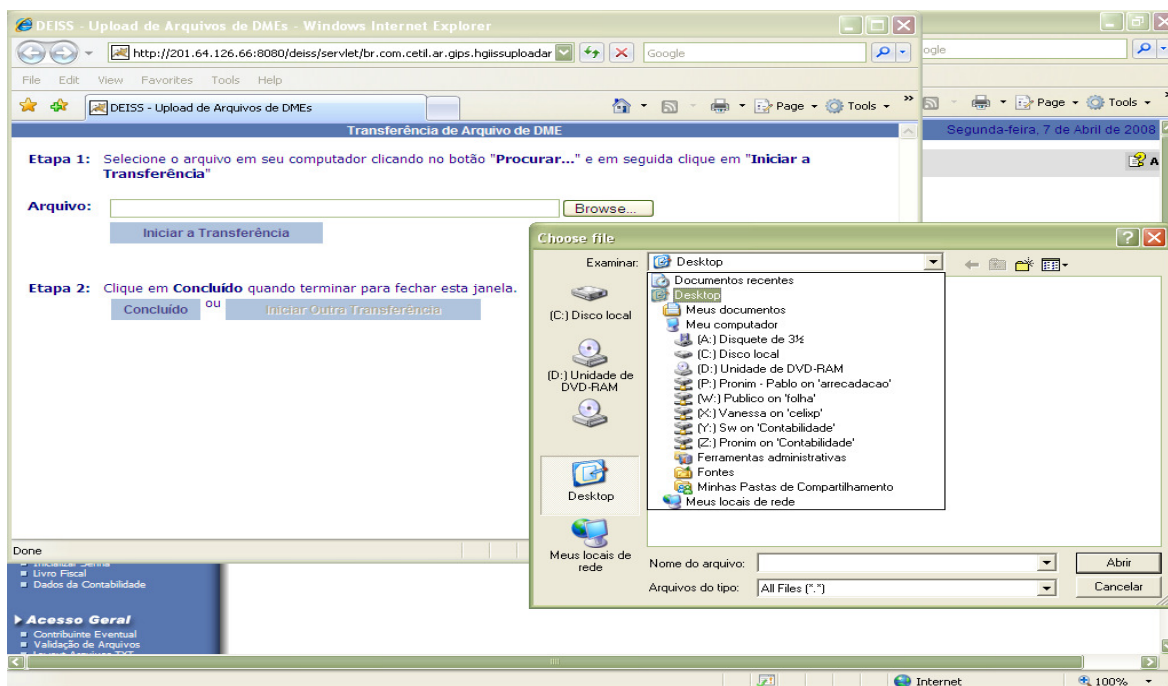 DEISS - Upload de Arquivos de DMEs - Windows Internet Explorer
http://201.64.126.66:8080/deiss/servlet/br.com.cetil.ar.gips.hgiissuploadar
Google
ogle
File Edit View Favorites Tools Help
DEISS - Upload de Arquivos de DMEs
Page Tools
Page Tools
Transferência de Arquivo de DME
Segunda-feira, 7 de Abril de 2008
Etapa 1: Selecione o arquivo em seu computador clicando no botão "Procurar..." e em seguida clique em "Iniciar a
Transferência"
A
Arquivo:
Browse...
Iniciar a Transferência
Etapa 2: Clique em Concluído quando terminar para fechar esta janela.
Concluído ou Iniciar Outra Transferência
Choose file
Examinar: Desktop
(C:) Disco local
(D:) Unidade de
DVD-RAM
Desktop
Meus locais de
rede
Documentos recentes
Desktop
Meus documentos
Meu computador
(A:) Disquete de 3½
(C:) Disco local
(D:) Unidade de DVD-RAM
(P:) Pronim - Pablo on 'arrecadacao'
(W:) Publico on 'folha'
(X:) Vanessa on 'celixp'
(Y:) Sw on 'Contabilidade'
(Z:) Pronim on 'Contabilidade'
Ferramentas administrativas
Fontes
Minhas Pastas de Compartilhamento
Meus locais de rede
Nome do arquivo:
Abrir
Arquivos do tipo: All Files (*.*)
Cancelar
Done
Livro Fiscal
Dados da Contabilidade
Acesso Geral
Contribuinte Eventual
Validação de Arquivos
Internet
100%